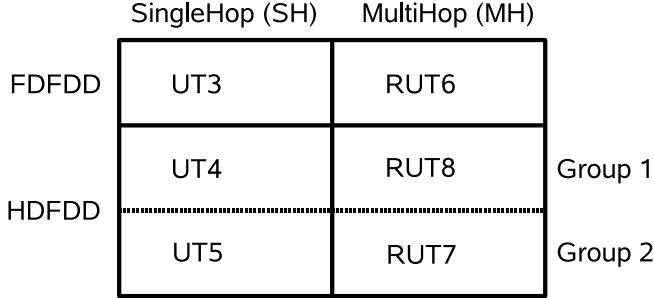 SingleHop (SH) MultiHop (MH)
FDFDD UT3 RUT6
UT4 RUT8 Group 1
HDFDD
UT5 RUT7 Group 2